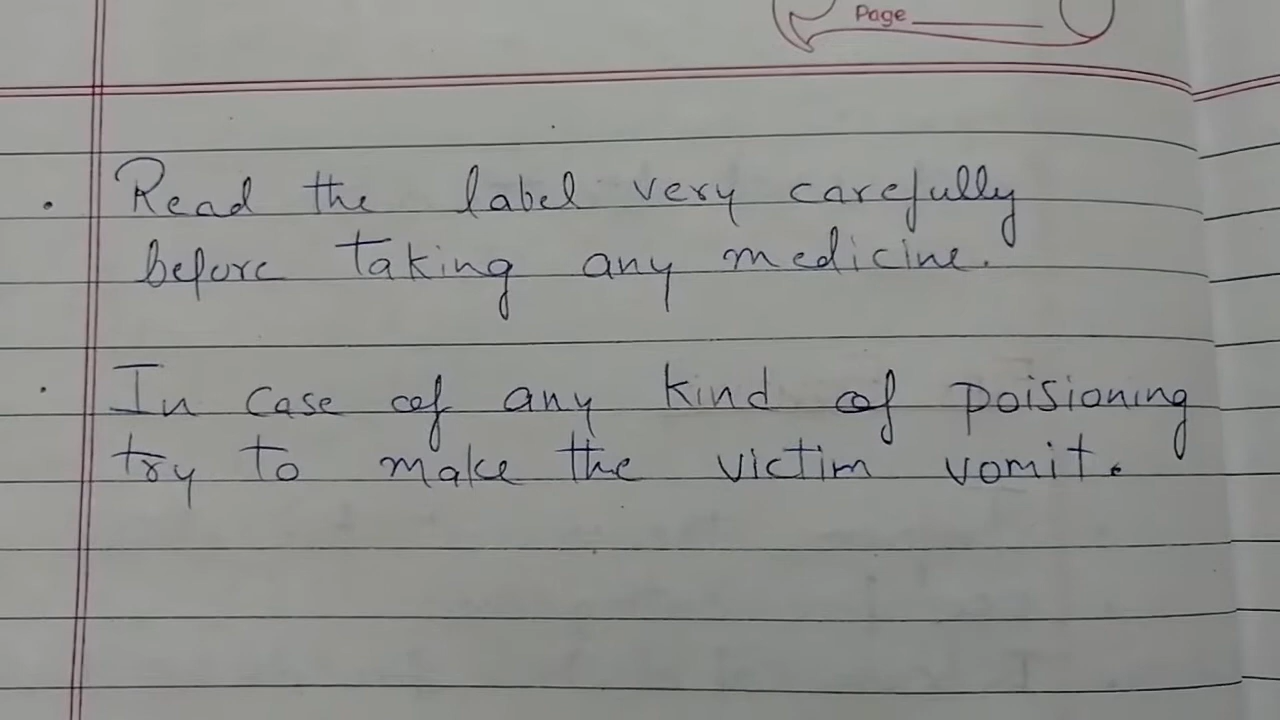 Page
. Read the label very carefully
before taking any medicine.
. In case of any kind of poisioning
try to make the victim vomit.